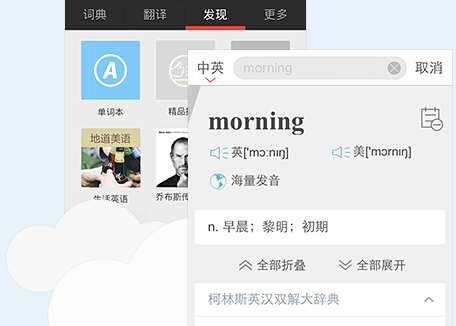 词典 翻译 发现 更多
单词本
精品
地道美语
生活英语
乔布斯传
中英 morning 取消
morning
英['mɔːnɪŋ] 美['mɔrnɪŋ]
海量发音
n. 早晨；黎明；初期
全部折叠 全部展开
柯林斯英汉双解大辞典